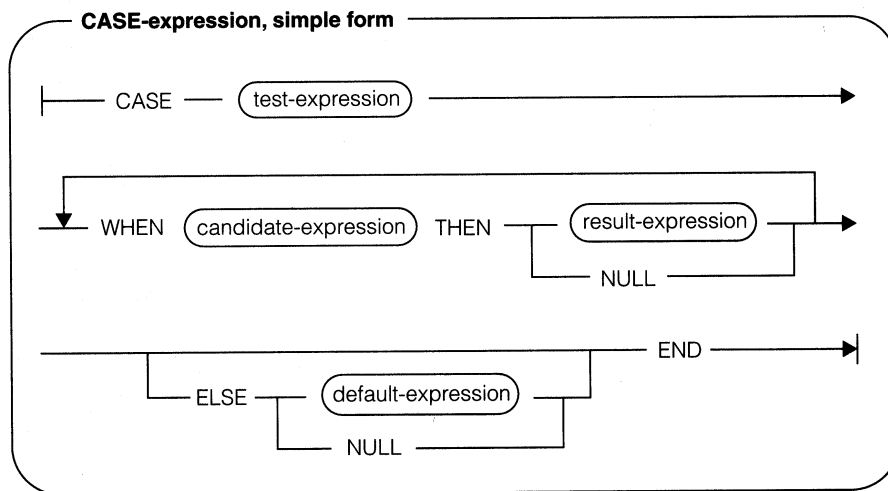 CASE-expression, simple form
CASE test-expression
WHEN candidate-expression THEN result-expression
NULL
END
ELSE default-expression
NULL